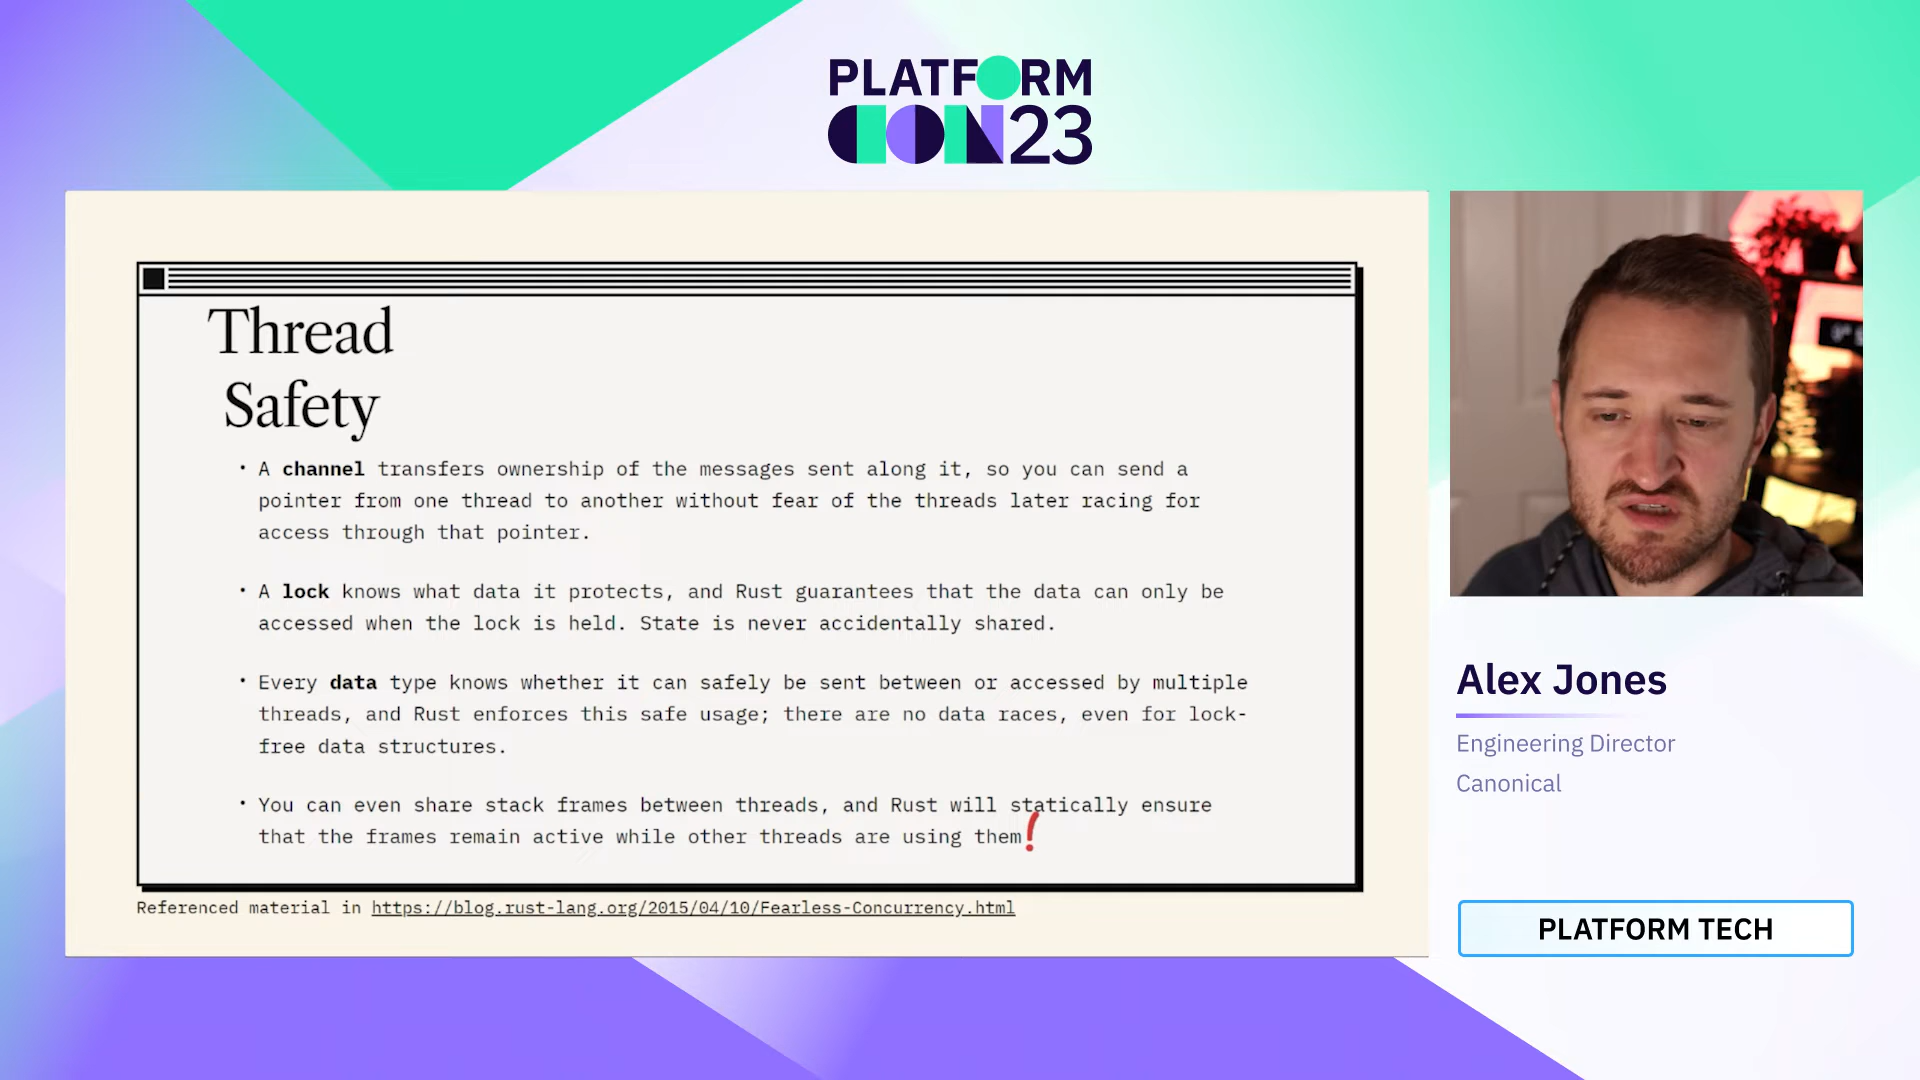 PLATFORM
CON23
Thread
Safety
• A channel transfers ownership of the messages sent along it, so you can send a
pointer from one thread to another without fear of the threads later racing for
access through that pointer.
• A lock knows what data it protects, and Rust guarantees that the data can only be
accessed when the lock is held. State is never accidentally shared.
• Every data type knows whether it can safely be sent between or accessed by multiple
threads, and Rust enforces this safe usage; there are no data races, even for lock-
free data structures.
• You can even share stack frames between threads, and Rust will statically ensure
that the frames remain active while other threads are using them❗
Referenced material in https://blog.rust-lang.org/2015/04/10/Fearless-Concurrency.html
Alex Jones
Engineering Director
Canonical
PLATFORM TECH